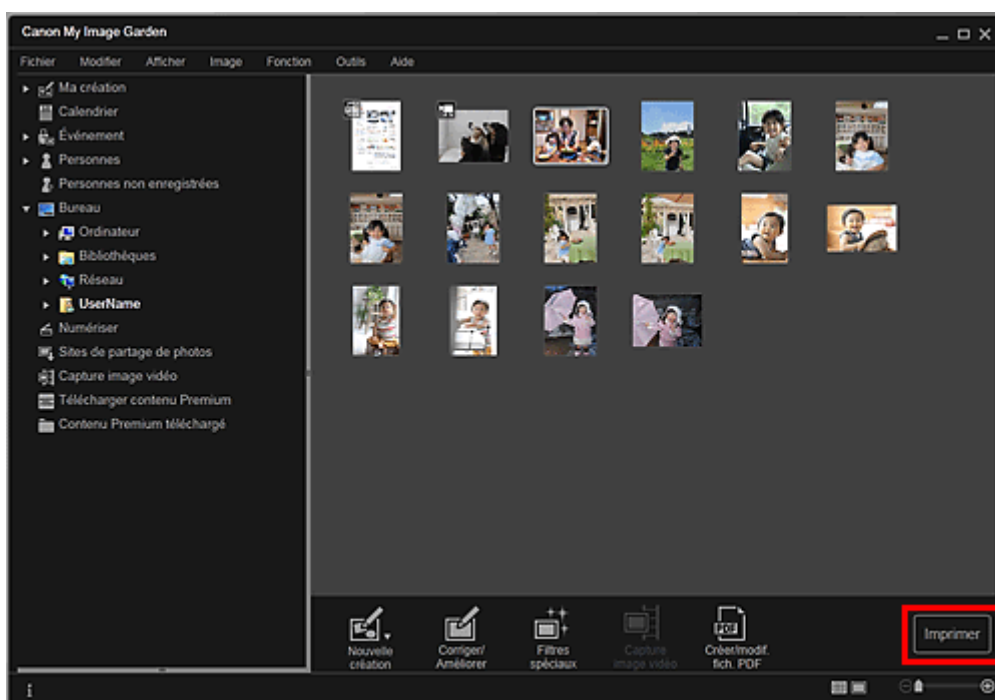 Canon My Image Garden
Fichier Modifier Afficher Image Fonction Outils Aide
Ma création
Calendrier
Événement
Personnes
Personnes non enregistrées
Bureau
Ordinateur
Bibliothèques
Réseau
UserName
Numériser
Sites de partage de photos
Capture image vidéo
Télécharger contenu Premium
Contenu Premium téléchargé
Nouvelle
création
Corriger/
Améliorer
Filtres
spéciaux
Capture
image vidéo
PDF
Créer/modif.
fich. PDF
Imprimer